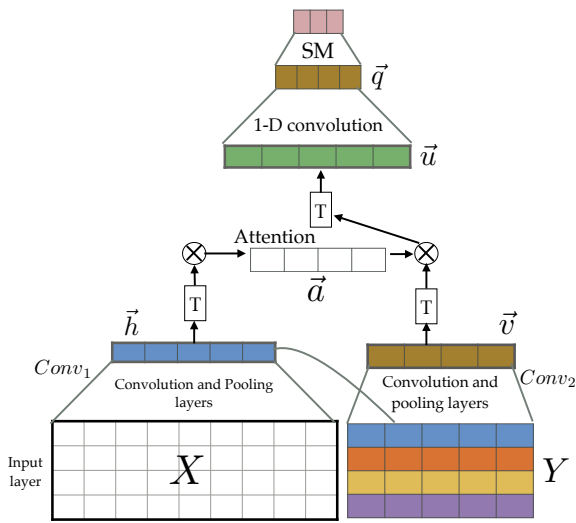 SM
q⃗
1-D convolution
u⃗
T
Attention
a⃗
T
T
h⃗
v⃗
Conv₁
Convolution and Pooling
layers
Convolution and
pooling layers
Conv₂
Input
layer
X
Y